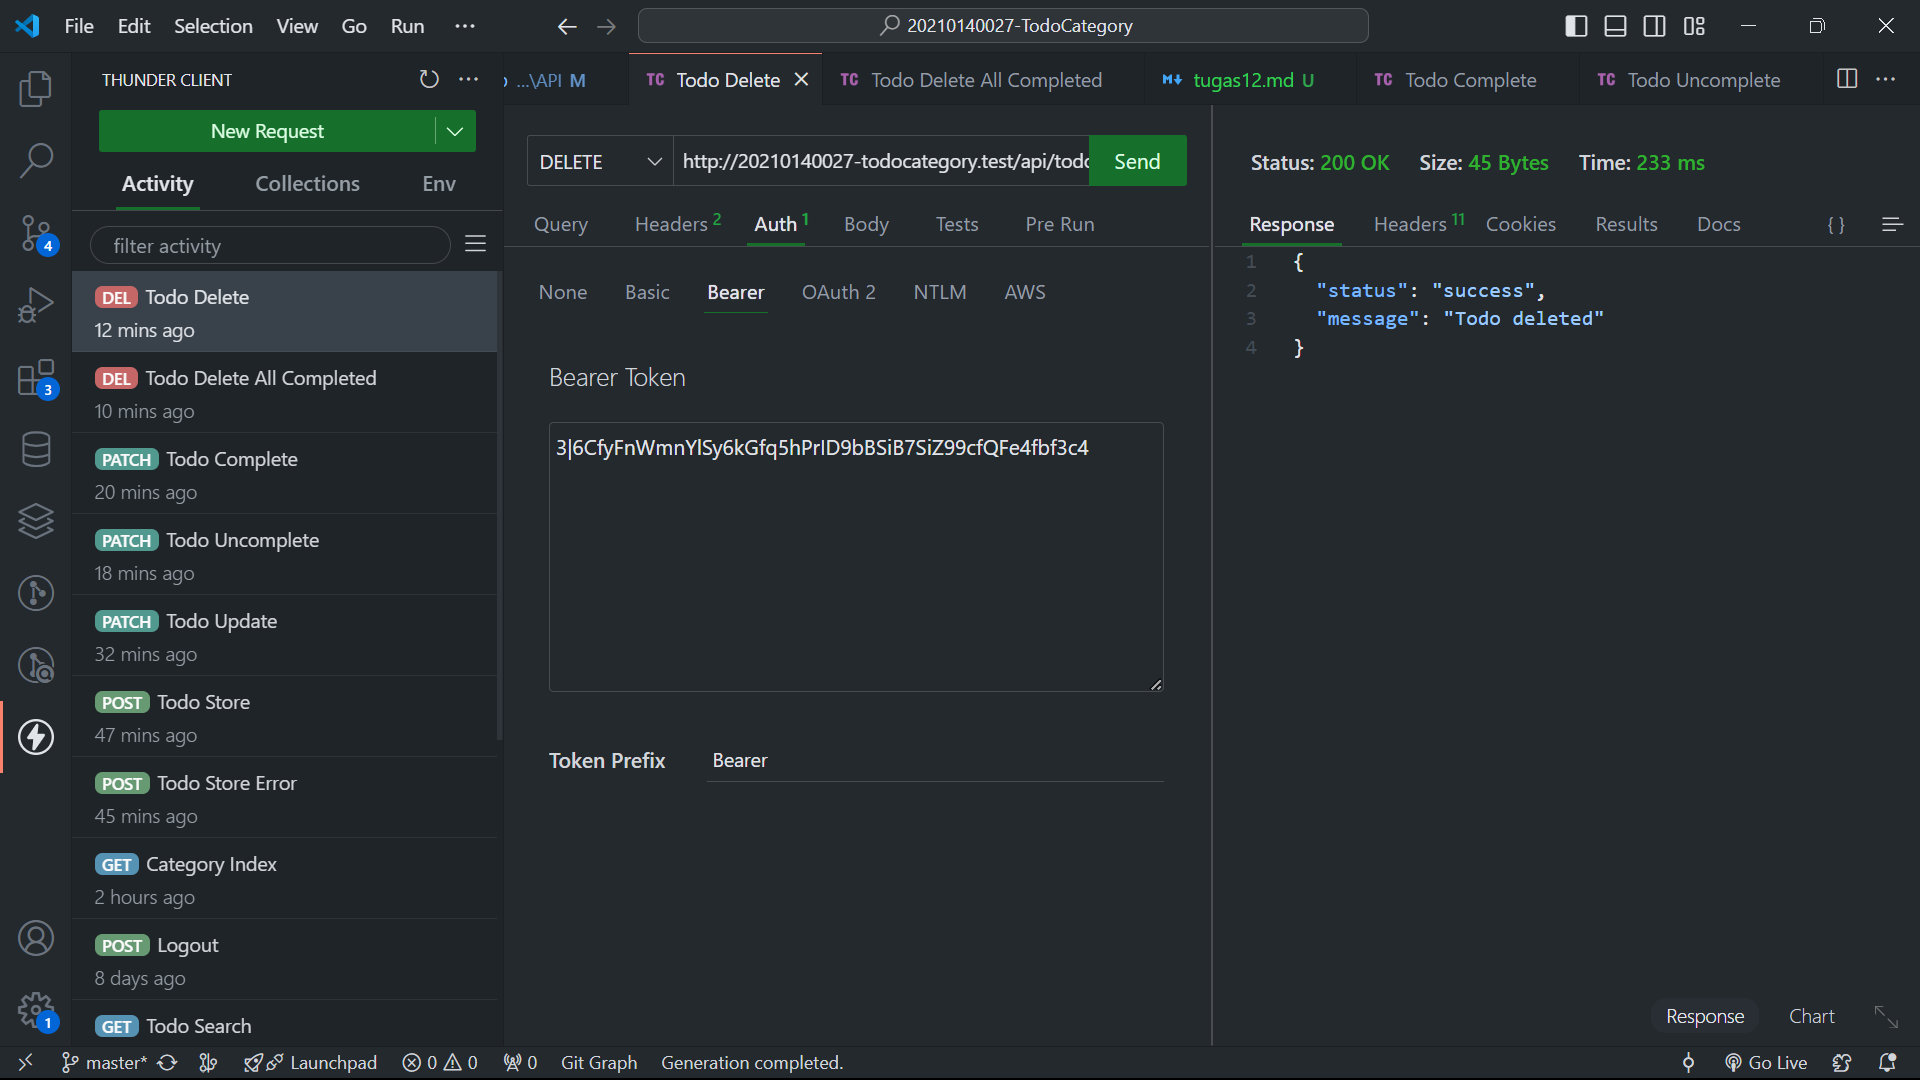 File Edit Selection View Go Run ···
20210140027-TodoCategory
THUNDER CLIENT
...\API M
TC Todo Delete
TC Todo Delete All Completed
tugas12.md U
TC Todo Complete
TC Todo Uncomplete
New Request
Activity Collections Env
filter activity
DEL Todo Delete
12 mins ago
DEL Todo Delete All Completed
10 mins ago
PATCH Todo Complete
20 mins ago
PATCH Todo Uncomplete
18 mins ago
PATCH Todo Update
32 mins ago
POST Todo Store
47 mins ago
POST Todo Store Error
45 mins ago
GET Category Index
2 hours ago
POST Logout
8 days ago
GET Todo Search
4
3
1
DELETE http://20210140027-todocategory.test/api/todo Send
Query Headers 2 Auth 1 Body Tests Pre Run
None Basic Bearer OAuth 2 NTLM AWS
Bearer Token
3|6CfyFnWmnYlSy6kGfq5hPrID9bBSiB7SiZ99cfQFe4fbf3c4
Token Prefix Bearer
Status: 200 OK Size: 45 Bytes Time: 233 ms
Response Headers 11 Cookies Results Docs { }
1 {
2 "status": "success",
3 "message": "Todo deleted"
4 }
Response Chart
master* Launchpad 0 0 0 Git Graph Generation completed. Go Live